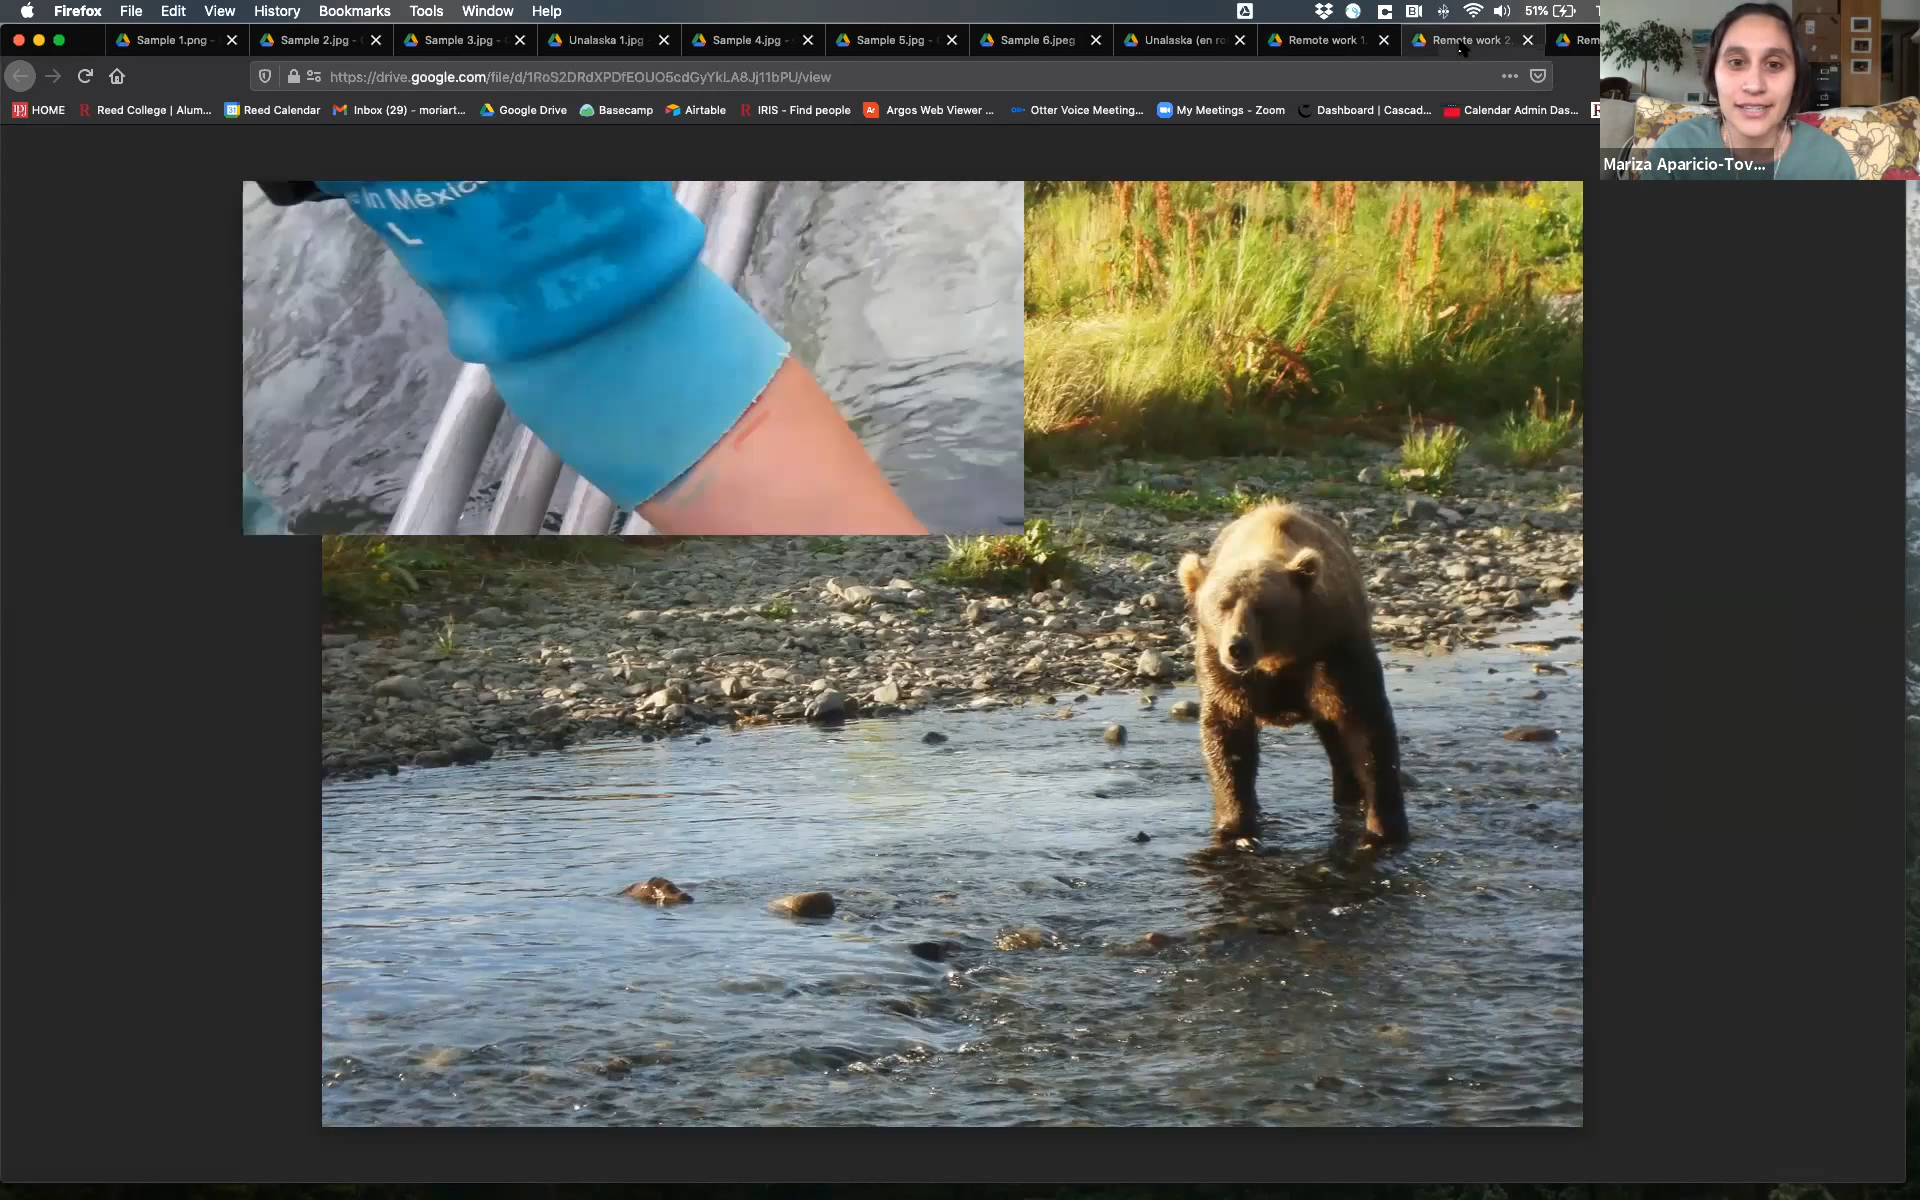 Firefox File Edit View History Bookmarks Tools Window Help 51%
Sample 1.png - Sample 2.jpg - Sample 3.jpg - Unalaska 1.jpg - Sample 4.jpg - Sample 5.jpg - Sample 6.jpeg Unalaska (en ro Remote work 1. Remote work 2. Rem
https://drive.google.com/file/d/1RoS2DRdXPDfEOUO5cdGyYkLA8Jj11bPU/view
HOME Reed College | Alum... Reed Calendar Inbox (29) - moriart... Google Drive Basecamp Airtable IRIS - Find people Argos Web Viewer ... Otter Voice Meeting... My Meetings - Zoom Dashboard | Cascad... Calendar Admin Das...
Mariza Aparicio-Tov...
in México
L